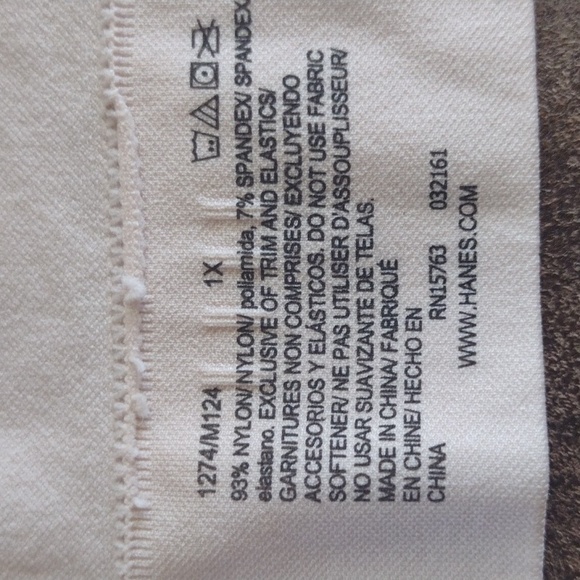 1274/M124 1X
93% NYLON/NYLON/ poliamida, 7% SPANDEX/ SPANDEX/
elastano. EXCLUSIVE OF TRIM AND ELASTICS/
GARNITURES NON COMPRISES/ EXCLUYENDO
ACCESORIOS Y ELÁSTICOS. DO NOT USE FABRIC
SOFTENER/ NE PAS UTILISER D'ASSOUPLISSEUR/
NO USAR SUAVIZANTE DE TELAS.
MADE IN CHINA/ FABRIQUÉ
EN CHINE/ HECHO EN
CHINA RN15763 032161
WWW.HANES.COM